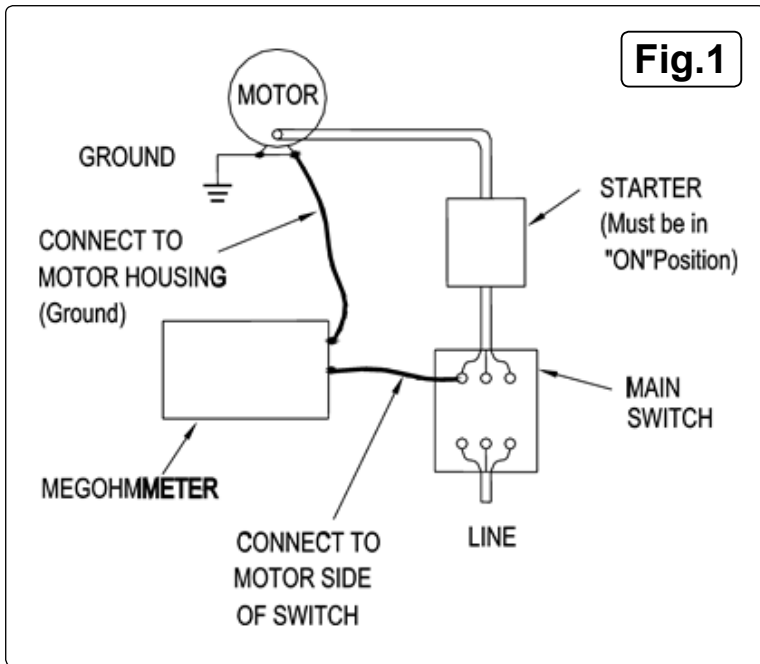 Fig.1
MOTOR
GROUND
STARTER
(Must be in
"ON"Position)
CONNECT TO
MOTOR HOUSING
(Ground)
MAIN
SWITCH
MEGOHMMETER
LINE
CONNECT TO
MOTOR SIDE
OF SWITCH